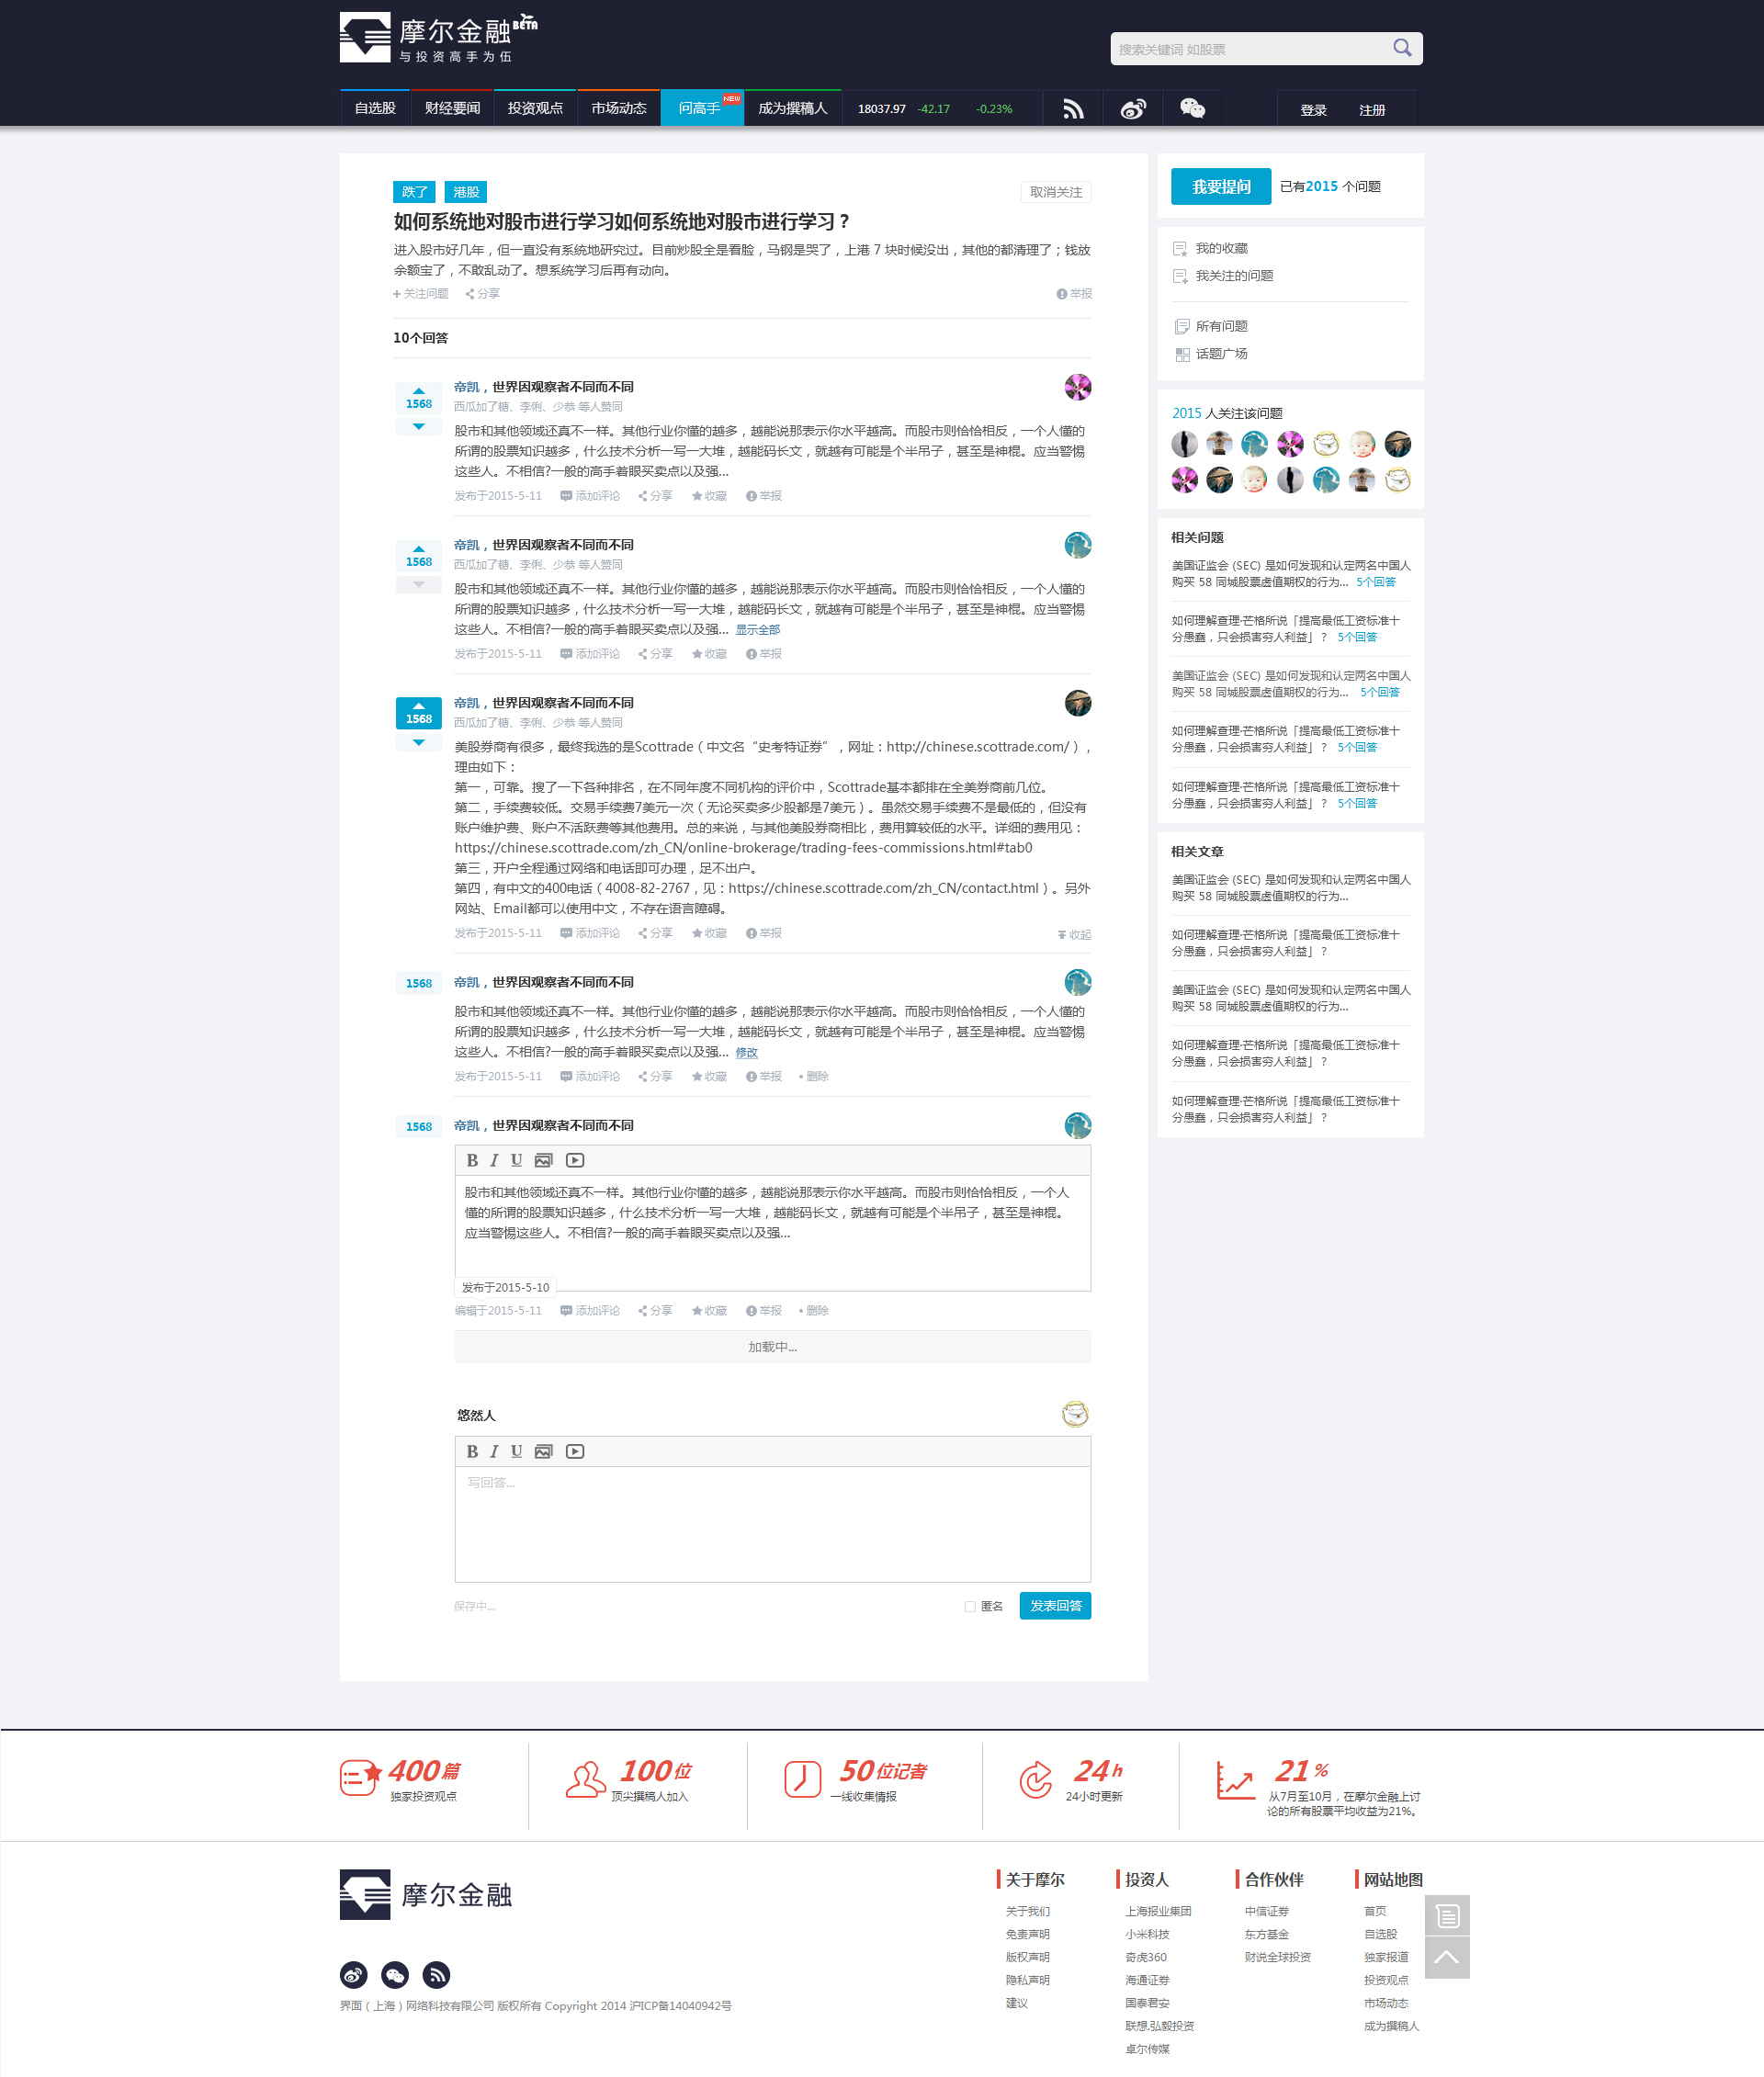 摩尔金融 BETA
与投资高手为伍
搜索关键词 如股票
自选股 财经要闻 投资观点 市场动态 问高手 NEW 成为撰稿人 18037.97 -42.17 -0.23% 登录 注册
跌了 港股 取消关注
如何系统地对股市进行学习如何系统地对股市进行学习？
进入股市好几年，但一直没有系统地研究过。目前炒股全是看脸，马钢是哭了，上港 7 块时候没出，其他的都清理了；钱放
余额宝了，不敢乱动了。想系统学习后再有动向。
关注问题 分享 举报
10个回答
1568
帝凯，世界因观察者不同而不同
西瓜加了糖、李俐、少恭 等人赞同
股市和其他领域还真不一样。其他行业你懂的越多，越能说那表示你水平越高。而股市则恰恰相反，一个人懂的
所谓的股票知识越多，什么技术分析一写一大堆，越能码长文，就越有可能是个半吊子，甚至是神棍。应当警惕
这些人。不相信?一般的高手着眼买卖点以及强...
发布于2015-5-11 添加评论 分享 收藏 举报
1568
帝凯，世界因观察者不同而不同
西瓜加了糖、李俐、少恭 等人赞同
股市和其他领域还真不一样。其他行业你懂的越多，越能说那表示你水平越高。而股市则恰恰相反，一个人懂的
所谓的股票知识越多，什么技术分析一写一大堆，越能码长文，就越有可能是个半吊子，甚至是神棍。应当警惕
这些人。不相信?一般的高手着眼买卖点以及强... 显示全部
发布于2015-5-11 添加评论 分享 收藏 举报
1568
帝凯，世界因观察者不同而不同
西瓜加了糖、李俐、少恭 等人赞同
美股券商有很多，最终我选的是Scottrade（中文名“史考特证券”，网址：http://chinese.scottrade.com/），
理由如下：
第一，可靠。搜了一下各种排名，在不同年度不同机构的评价中，Scottrade基本都排在全美券商前几位。
第二，手续费较低。交易手续费7美元一次（无论买卖多少股都是7美元）。虽然交易手续费不是最低的，但没有
账户维护费、账户不活跃费等其他费用。总的来说，与其他美股券商相比，费用算较低的水平。详细的费用见：
https://chinese.scottrade.com/zh_CN/online-brokerage/trading-fees-commissions.html#tab0
第三，开户全程通过网络和电话即可办理，足不出户。
第四，有中文的400电话（4008-82-2767，见：https://chinese.scottrade.com/zh_CN/contact.html）。另外
网站、Email都可以使用中文，不存在语言障碍。
发布于2015-5-11 添加评论 分享 收藏 举报 收起
1568
帝凯，世界因观察者不同而不同
股市和其他领域还真不一样。其他行业你懂的越多，越能说那表示你水平越高。而股市则恰恰相反，一个人懂的
所谓的股票知识越多，什么技术分析一写一大堆，越能码长文，就越有可能是个半吊子，甚至是神棍。应当警惕
这些人。不相信?一般的高手着眼买卖点以及强... 修改
发布于2015-5-11 添加评论 分享 收藏 举报 • 删除
1568
帝凯，世界因观察者不同而不同
B I U
股市和其他领域还真不一样。其他行业你懂的越多，越能说那表示你水平越高。而股市则恰恰相反，一个人
懂的所谓的股票知识越多，什么技术分析一写一大堆，越能码长文，就越有可能是个半吊子，甚至是神棍。
应当警惕这些人。不相信?一般的高手着眼买卖点以及强...
发布于2015-5-10
编辑于2015-5-11 添加评论 分享 收藏 举报 • 删除
加载中...
悠然人
B I U
写回答...
保存中... 匿名 发表回答
我要提问 已有2015 个问题
我的收藏
我关注的问题
所有问题
话题广场
2015 人关注该问题
相关问题
美国证监会 (SEC) 是如何发现和认定两名中国人
购买 58 同城股票虚值期权的行为... 5个回答
如何理解查理·芒格所说「提高最低工资标准十
分愚蠢，只会损害穷人利益」？ 5个回答
美国证监会 (SEC) 是如何发现和认定两名中国人
购买 58 同城股票虚值期权的行为... 5个回答
如何理解查理·芒格所说「提高最低工资标准十
分愚蠢，只会损害穷人利益」？ 5个回答
如何理解查理·芒格所说「提高最低工资标准十
分愚蠢，只会损害穷人利益」？ 5个回答
相关文章
美国证监会 (SEC) 是如何发现和认定两名中国人
购买 58 同城股票虚值期权的行为...
如何理解查理·芒格所说「提高最低工资标准十
分愚蠢，只会损害穷人利益」？
美国证监会 (SEC) 是如何发现和认定两名中国人
购买 58 同城股票虚值期权的行为...
如何理解查理·芒格所说「提高最低工资标准十
分愚蠢，只会损害穷人利益」？
如何理解查理·芒格所说「提高最低工资标准十
分愚蠢，只会损害穷人利益」？
400篇
独家投资观点
100位
顶尖撰稿人加入
50位记者
一线收集情报
24h
24小时更新
21%
从7月至10月，在摩尔金融上讨
论的所有股票平均收益为21%。
摩尔金融
界面（上海）网络科技有限公司 版权所有 Copyright 2014 沪ICP备14040942号
关于摩尔
关于我们
免责声明
版权声明
隐私声明
建议
投资人
上海报业集团
小米科技
奇虎360
海通证券
国泰君安
联想.弘毅投资
卓尔传媒
合作伙伴
中信证券
东方基金
财说全球投资
网站地图
首页
自选股
独家报道
投资观点
市场动态
成为撰稿人